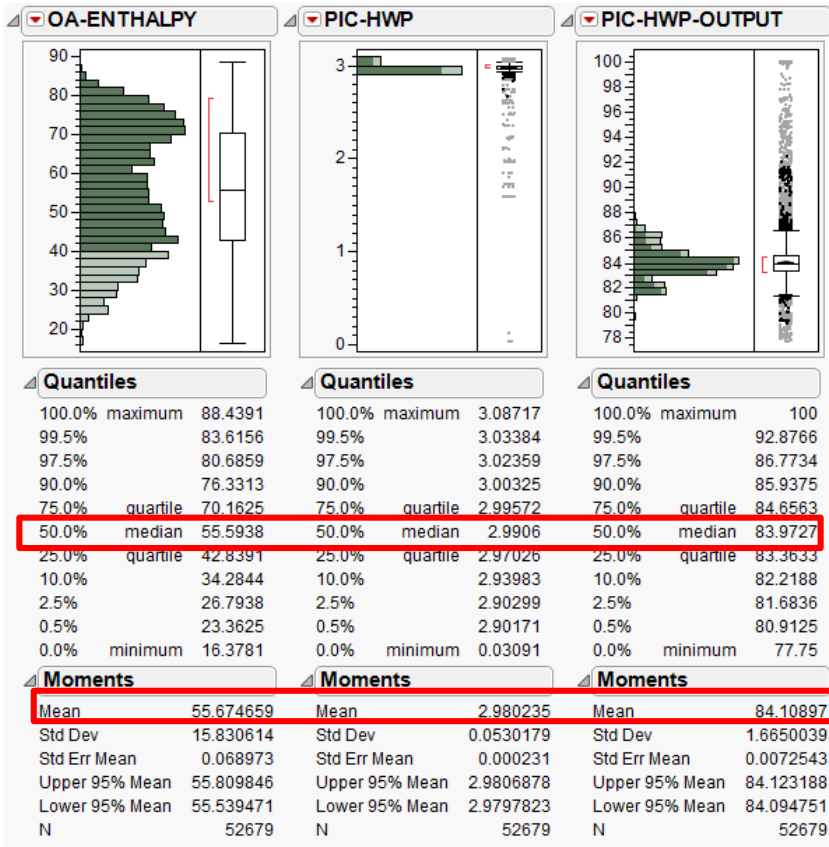 OA-ENTHALPY
90
80
70
60
50
40
30
20
Quantiles
100.0% maximum 88.4391
99.5% 83.6156
97.5% 80.6859
90.0% 76.3313
75.0% quartile 70.1625
50.0% median 55.5938
25.0% quartile 42.8391
10.0% 34.2844
2.5% 26.7938
0.5% 23.3625
0.0% minimum 16.3781
Moments
Mean 55.674659
Std Dev 15.830614
Std Err Mean 0.068973
Upper 95% Mean 55.809846
Lower 95% Mean 55.539471
N 52679
PIC-HWP
3
2
1
0
Quantiles
100.0% maximum 3.08717
99.5% 3.03384
97.5% 3.02359
90.0% 3.00325
75.0% quartile 2.99572
50.0% median 2.9906
25.0% quartile 2.97026
10.0% 2.93983
2.5% 2.90299
0.5% 2.90171
0.0% minimum 0.03091
Moments
Mean 2.980235
Std Dev 0.0530179
Std Err Mean 0.000231
Upper 95% Mean 2.9806878
Lower 95% Mean 2.9797823
N 52679
PIC-HWP-OUTPUT
100
98
96
94
92
90
88
86
84
82
80
78
Quantiles
100.0% maximum 100
99.5% 92.8766
97.5% 86.7734
90.0% 85.9375
75.0% quartile 84.6563
50.0% median 83.9727
25.0% quartile 83.3633
10.0% 82.2188
2.5% 81.6836
0.5% 80.9125
0.0% minimum 77.75
Moments
Mean 84.10897
Std Dev 1.6650039
Std Err Mean 0.0072543
Upper 95% Mean 84.123188
Lower 95% Mean 84.094751
N 52679